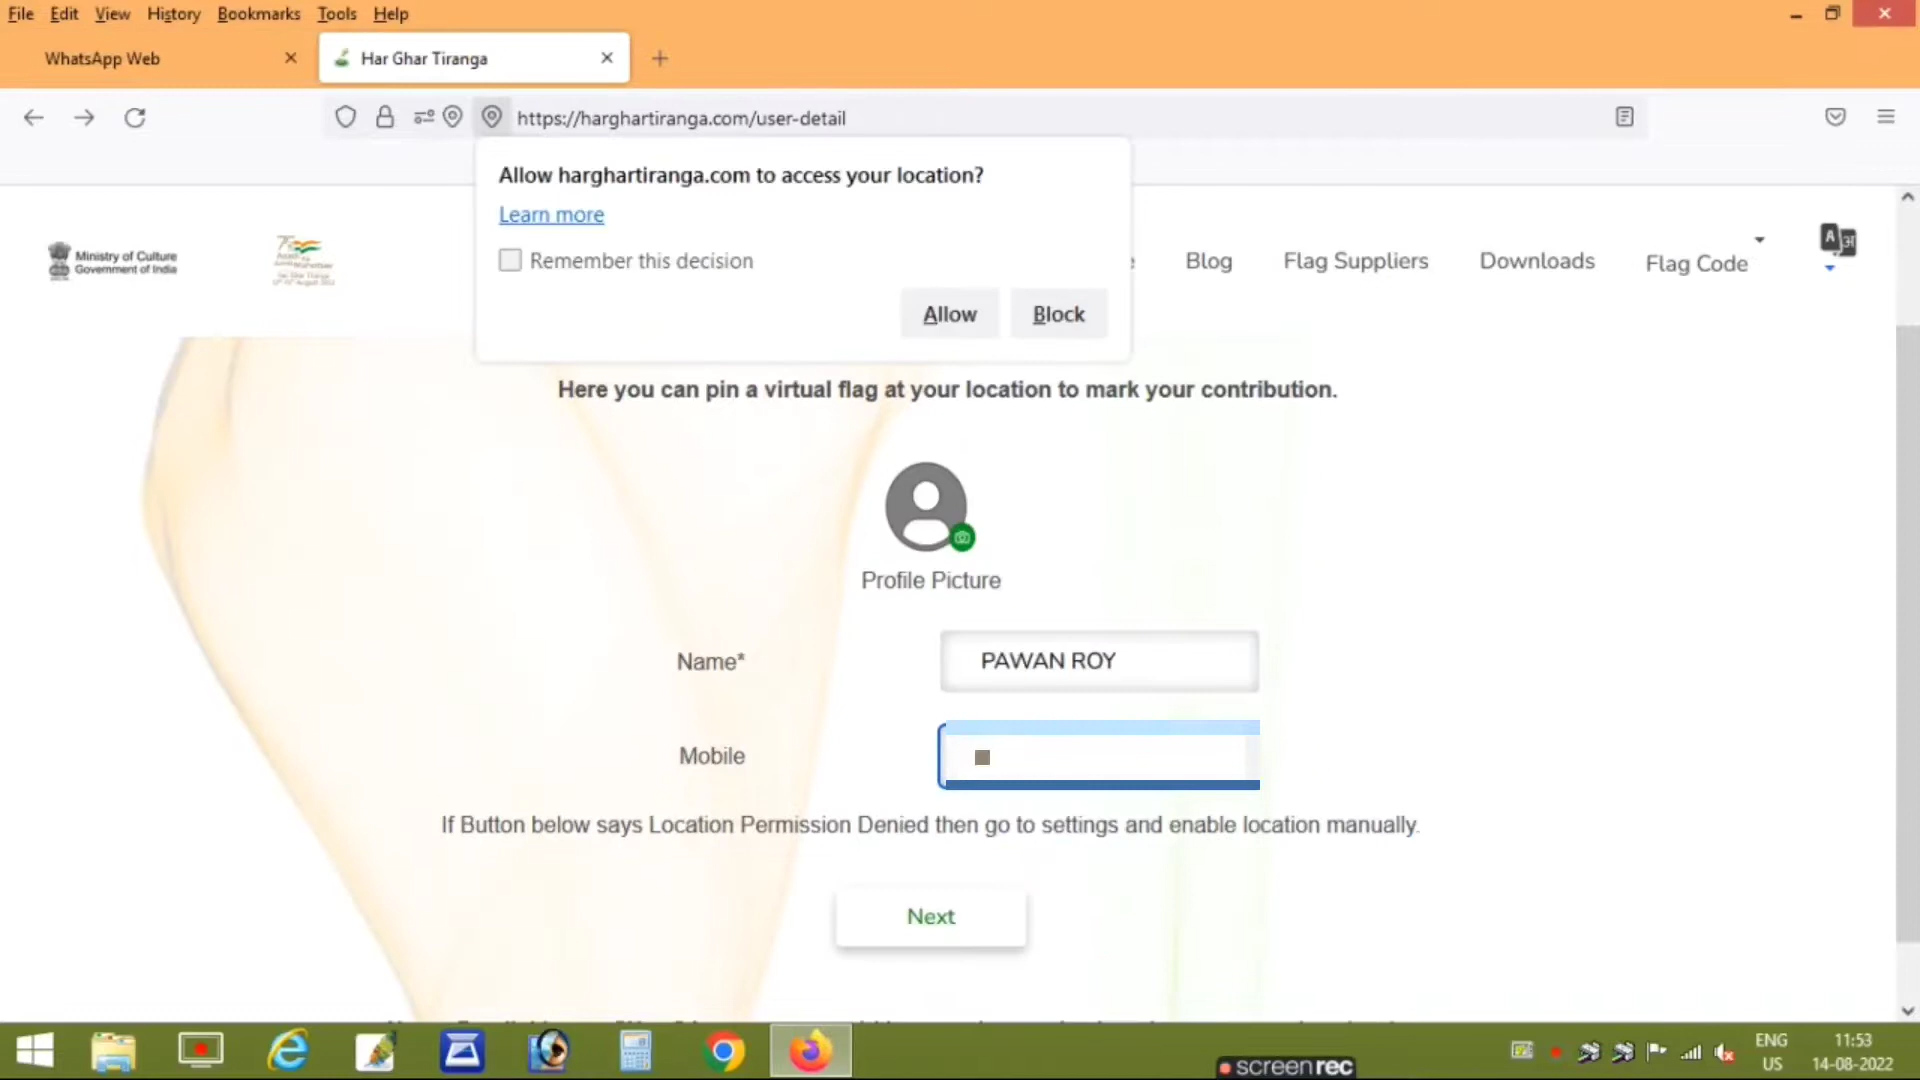 File Edit View History Bookmarks Tools Help
WhatsApp Web
Har Ghar Tiranga
https://harghartiranga.com/user-detail
Allow harghartiranga.com to access your location?
Learn more
Remember this decision
Allow Block
Ministry of Culture
Government of India
Blog Flag Suppliers Downloads Flag Code
Here you can pin a virtual flag at your location to mark your contribution.
Profile Picture
Name* PAWAN ROY
Mobile
If Button below says Location Permission Denied then go to settings and enable location manually.
Next
screenrec
ENG
US
11:53
14-08-2022